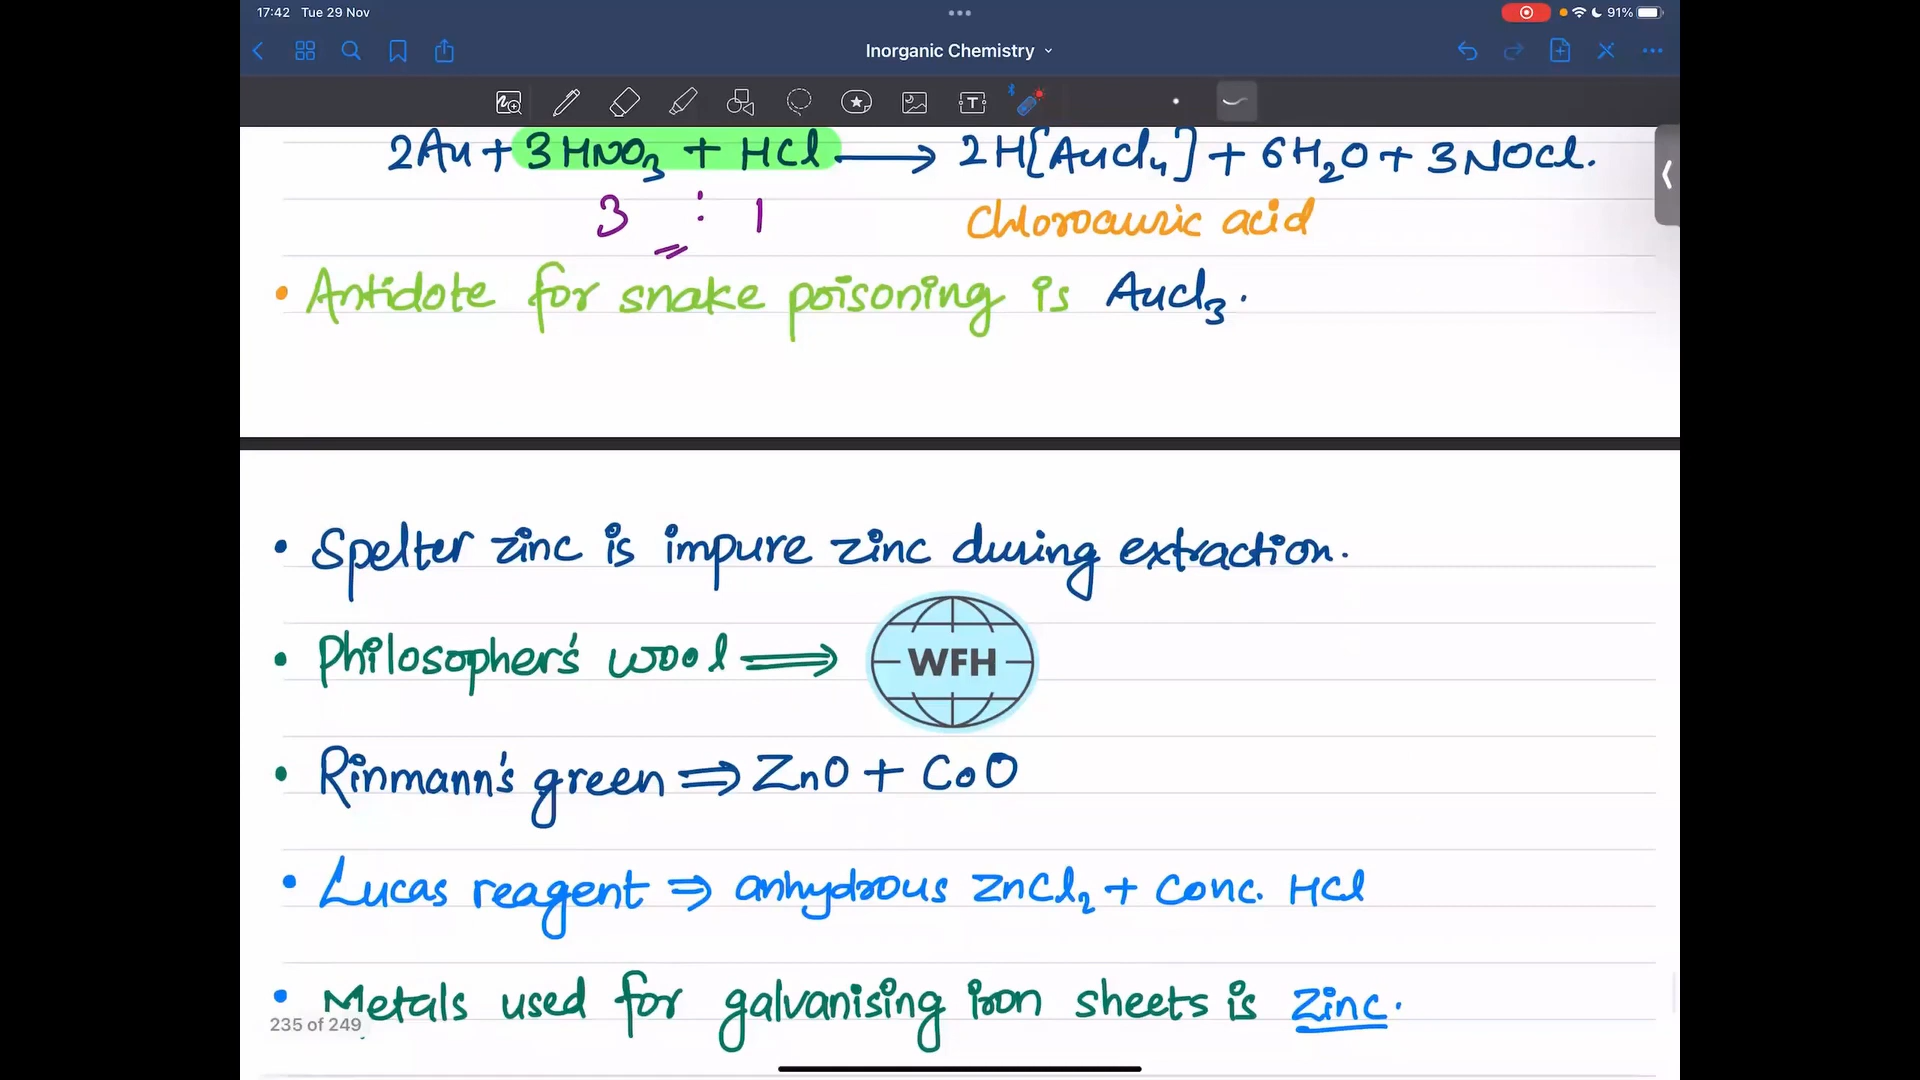 17:42 Tue 29 Nov
91%
Inorganic Chemistry
T
2Au + 3HNO₃ + HCl ⟶ 2H[AuCl₄] + 6H₂O + 3NOCl.
3 : 1 Chloroauric acid
• Antidote for snake poisoning is AuCl₃.
• Spelter zinc is impure zinc during extraction.
• Philosopher's wool ⟹ WFH
• Rinmann's green ⇒ ZnO + CoO
• Lucas reagent ⇒ anhydrous ZnCl₂ + Conc. HCl
• Metals used for galvanising iron sheets is Zinc.
235 of 249